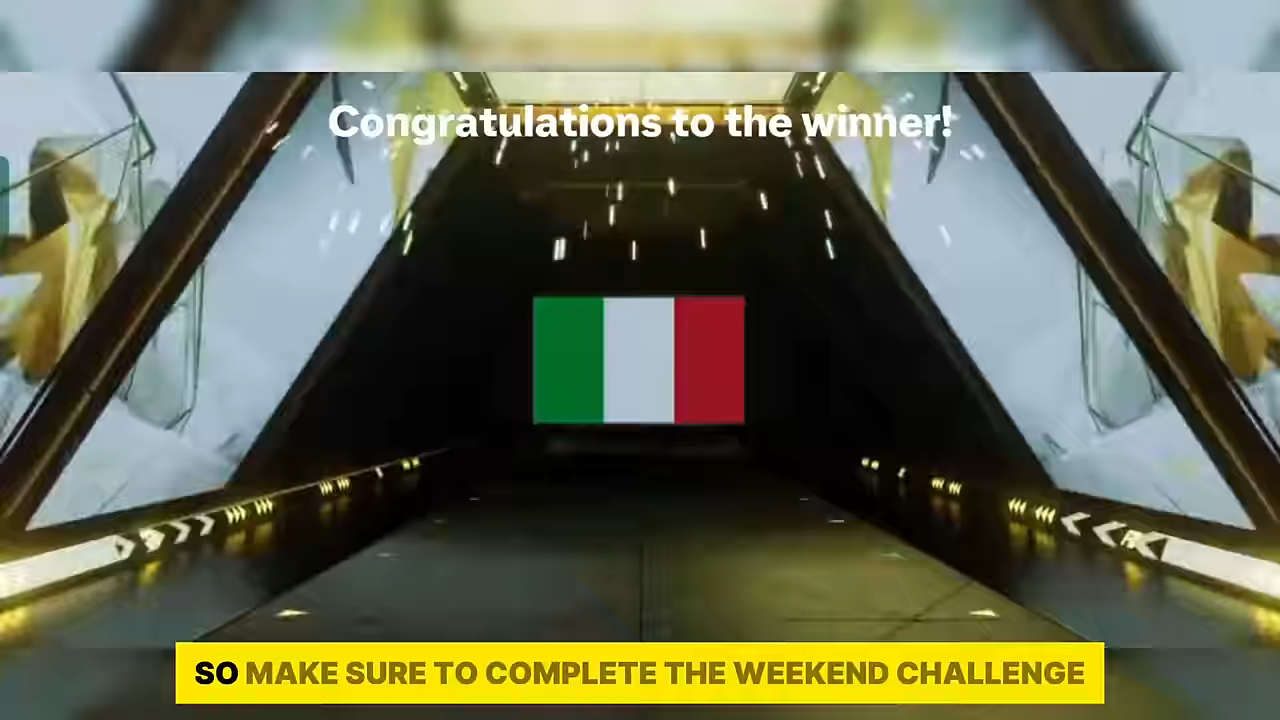 Congratulations to the winner!
SO MAKE SURE TO COMPLETE THE WEEKEND CHALLENGE